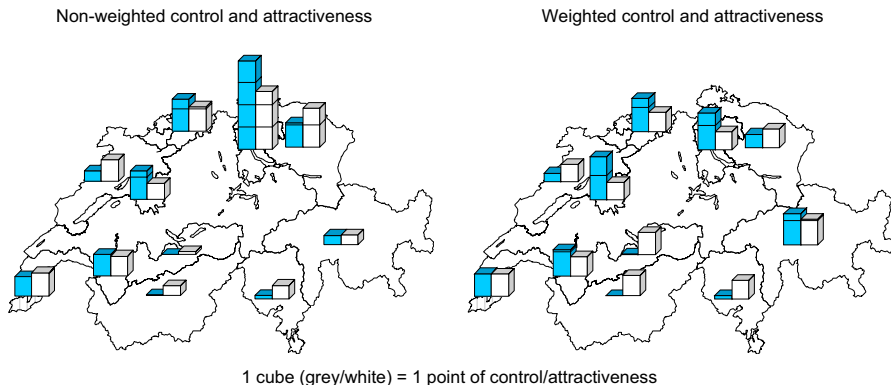 Non-weighted control and attractiveness
Weighted control and attractiveness
1 cube (grey/white) = 1 point of control/attractiveness